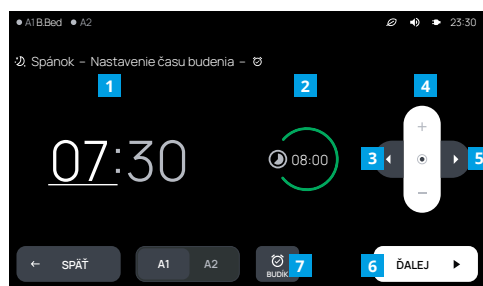 A1 B.Bed A2 23:30
Spánok – Nastavenie času budenia –
1 2 4
07:30 08:00 + 3 5
−
← SPÄŤ A1 A2 BUDÍK 7 6 ĎALEJ